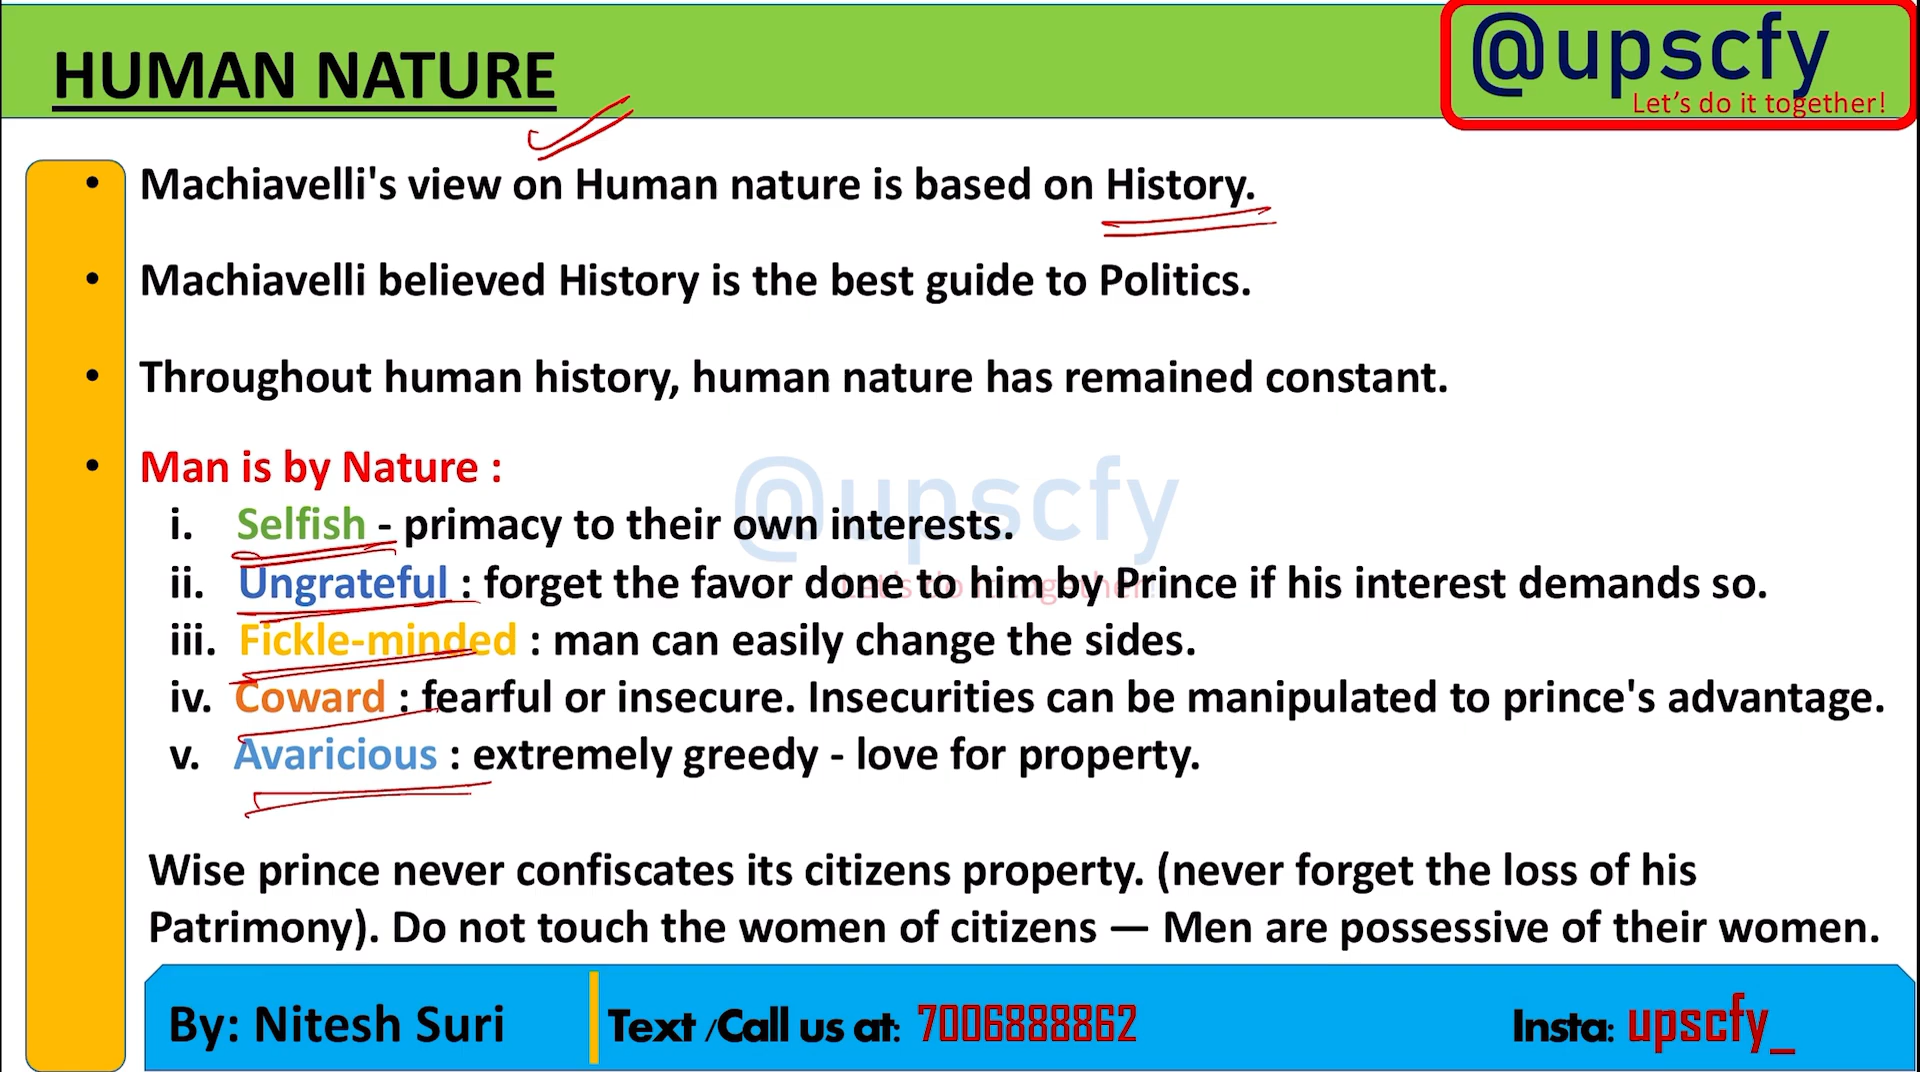 HUMAN NATURE
@upscfy
Let's do it together!
• Machiavelli's view on Human nature is based on History.
• Machiavelli believed History is the best guide to Politics.
• Throughout human history, human nature has remained constant.
• Man is by Nature :
i. Selfish - primacy to their own interests.
ii. Ungrateful : forget the favor done to him by Prince if his interest demands so.
iii. Fickle-minded : man can easily change the sides.
iv. Coward : fearful or insecure. Insecurities can be manipulated to prince's advantage.
v. Avaricious : extremely greedy - love for property.
@upscfy
Let's do it together!
Wise prince never confiscates its citizens property. (never forget the loss of his
Patrimony). Do not touch the women of citizens — Men are possessive of their women.
By: Nitesh Suri
Text /Call us at: 7006888862
Insta: upscfy_